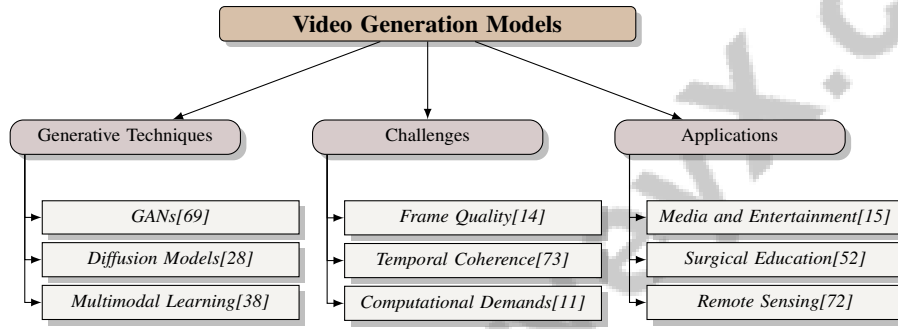 Video Generation Models
Generative Techniques
GANs[69]
Diffusion Models[28]
Multimodal Learning[38]
Challenges
Frame Quality[14]
Temporal Coherence[73]
Computational Demands[11]
Applications
Media and Entertainment[15]
Surgical Education[52]
Remote Sensing[72]